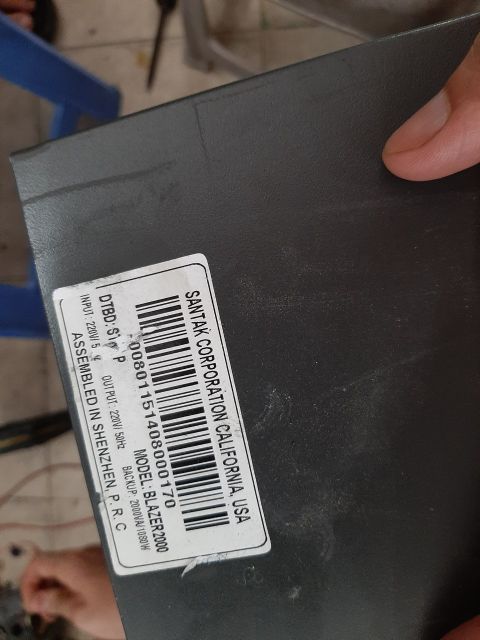 SANTAK CORPORATION CALIFORNIA, USA
0080115140800170
MODEL: BLAZER2000
DTBD:
INPUT: 220V/ OUTPUT: 220V/ 50Hz BACKUP: 2000VA/1080W
ASSEMBLED IN SHENZHEN, P. R. C